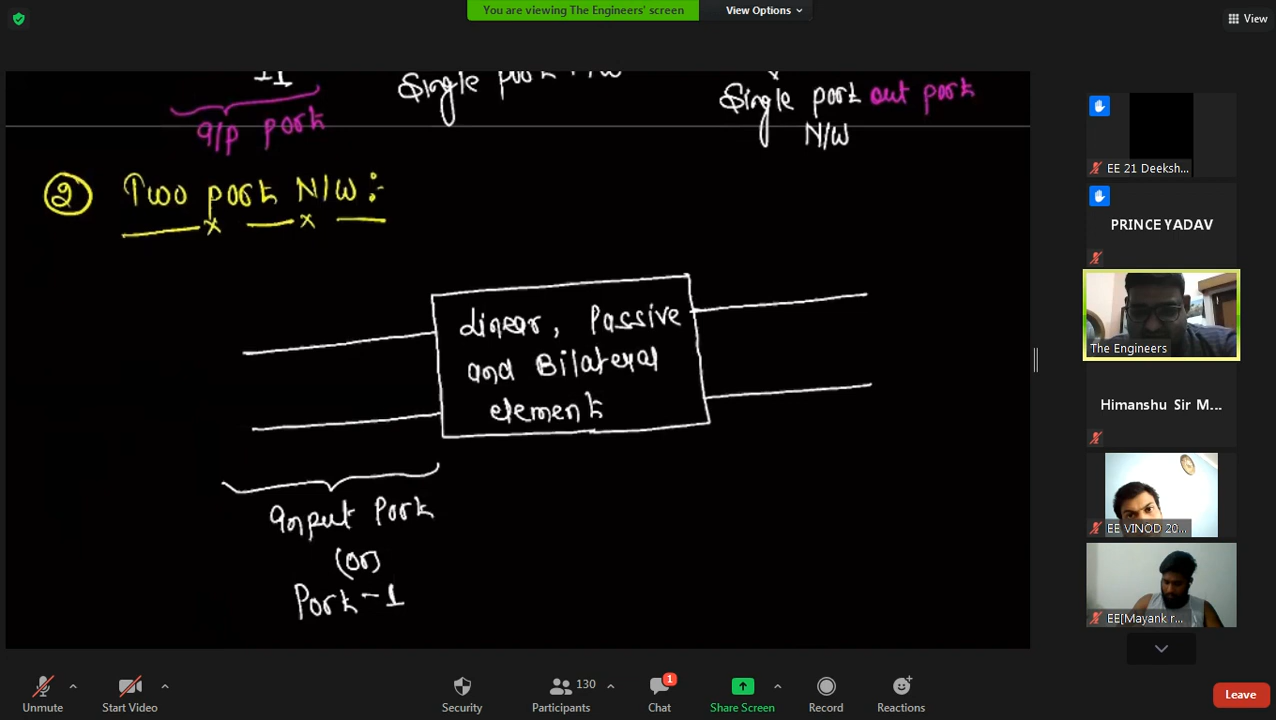 You are viewing The Engineers' screen
View Options
View
Single port
i/p port
Single port out port
N/W
② Two port N/W:-
Linear, Passive
and Bilateral
element
Input Port
(or)
Port-1
EE 21 Deeksh...
PRINCE YADAV
The Engineers
Himanshu Sir M...
EE VINOD 20...
EE[Mayank r...
Unmute
Start Video
Security
130
Participants
1
Chat
Share Screen
Record
Reactions
Leave